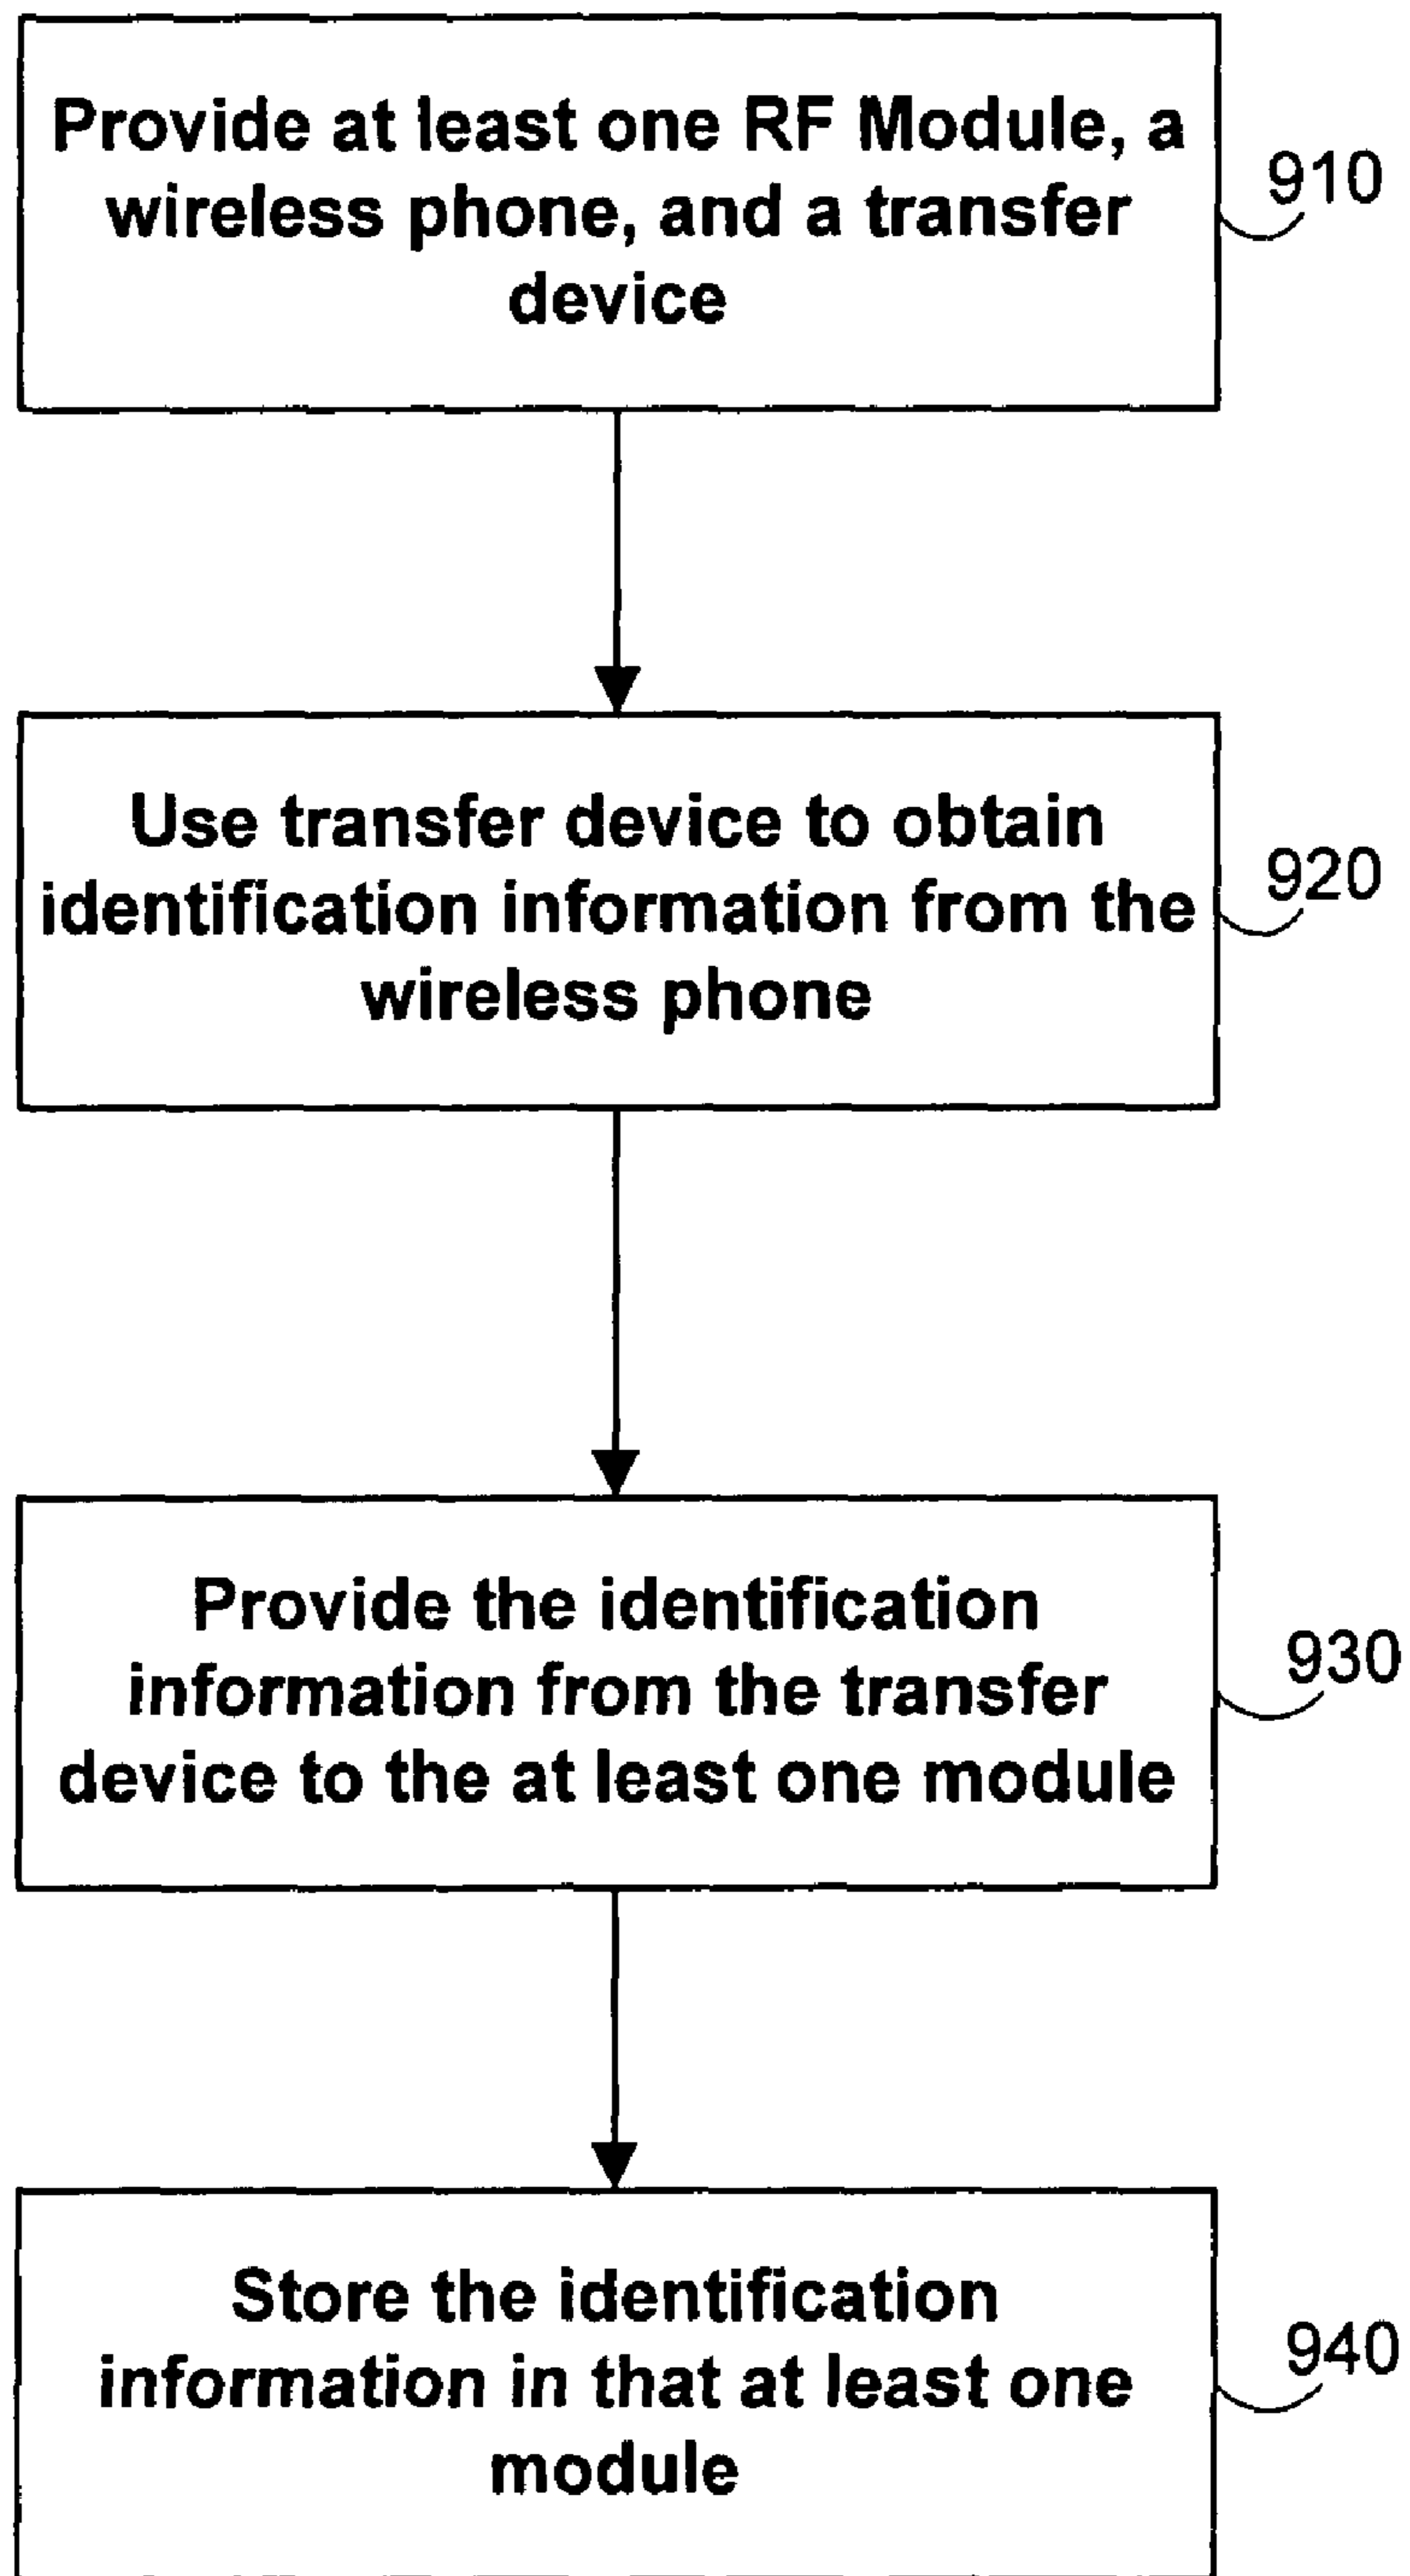 Provide at least one RF Module, a
wireless phone, and a transfer
device
910
Use transfer device to obtain
identification information from the
wireless phone
920
Provide the identification
information from the transfer
device to the at least one module
930
Store the identification
information in that at least one
module
940